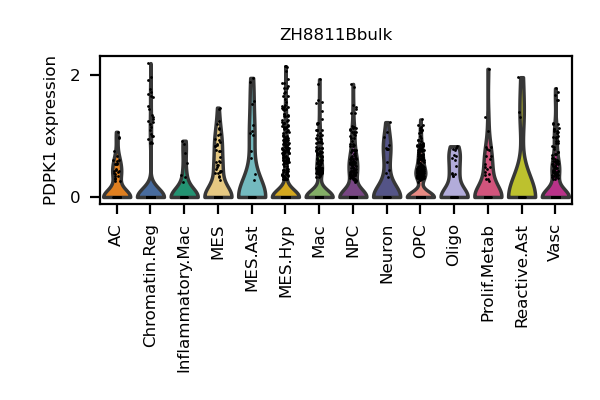 ZH8811Bbulk
PDPK1 expression
2
0
AC
Chromatin.Reg
Inflammatory.Mac
MES
MES.Ast
MES.Hyp
Mac
NPC
Neuron
OPC
Oligo
Prolif.Metab
Reactive.Ast
Vasc